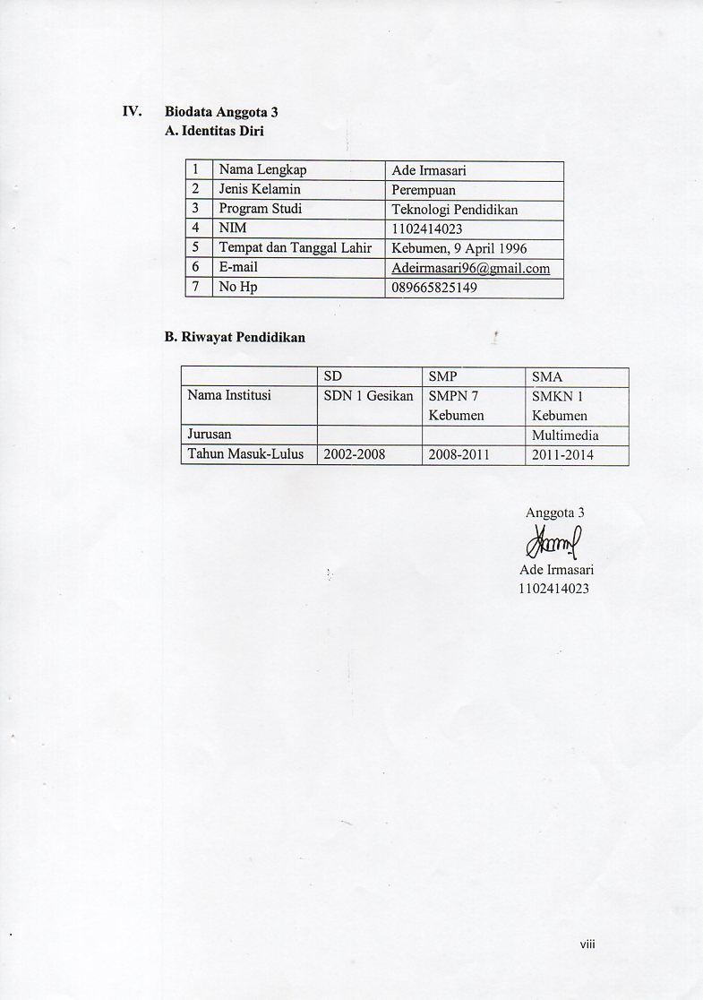 IV. Biodata Anggota 3
A. Identitas Diri
1 Nama Lengkap Ade Irmasari
2 Jenis Kelamin Perempuan
3 Program Studi Teknologi Pendidikan
4 NIM 1102414023
5 Tempat dan Tanggal Lahir Kebumen, 9 April 1996
6 E-mail Adeirmasari96@gmail.com
7 No Hp 089665825149
B. Riwayat Pendidikan
SD SMP SMA
Nama Institusi SDN 1 Gesikan SMPN 7 SMKN 1
Kebumen Kebumen
Jurusan Multimedia
Tahun Masuk-Lulus 2002-2008 2008-2011 2011-2014
Anggota 3
Ade Irmasari
1102414023
viii